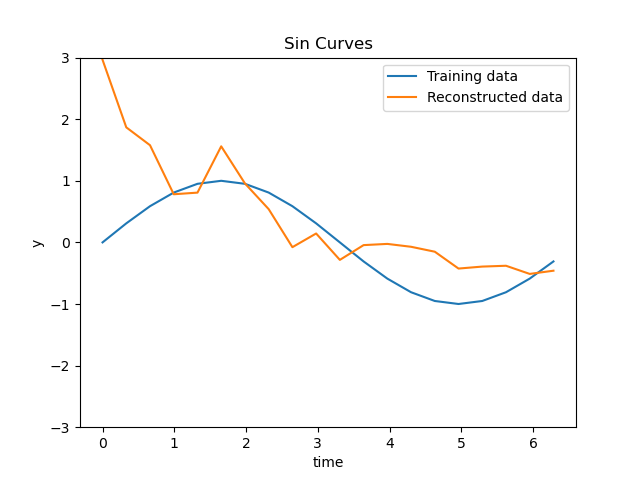 Sin Curves
Training data
Reconstructed data
3
2
1
0
−1
−2
−3
y
0 1 2 3 4 5 6
time